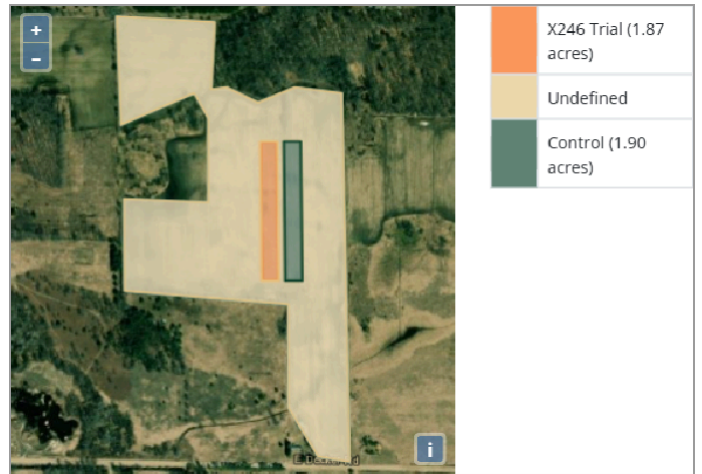 +
-
X246 Trial (1.87
acres)
Undefined
Control (1.90
acres)
i